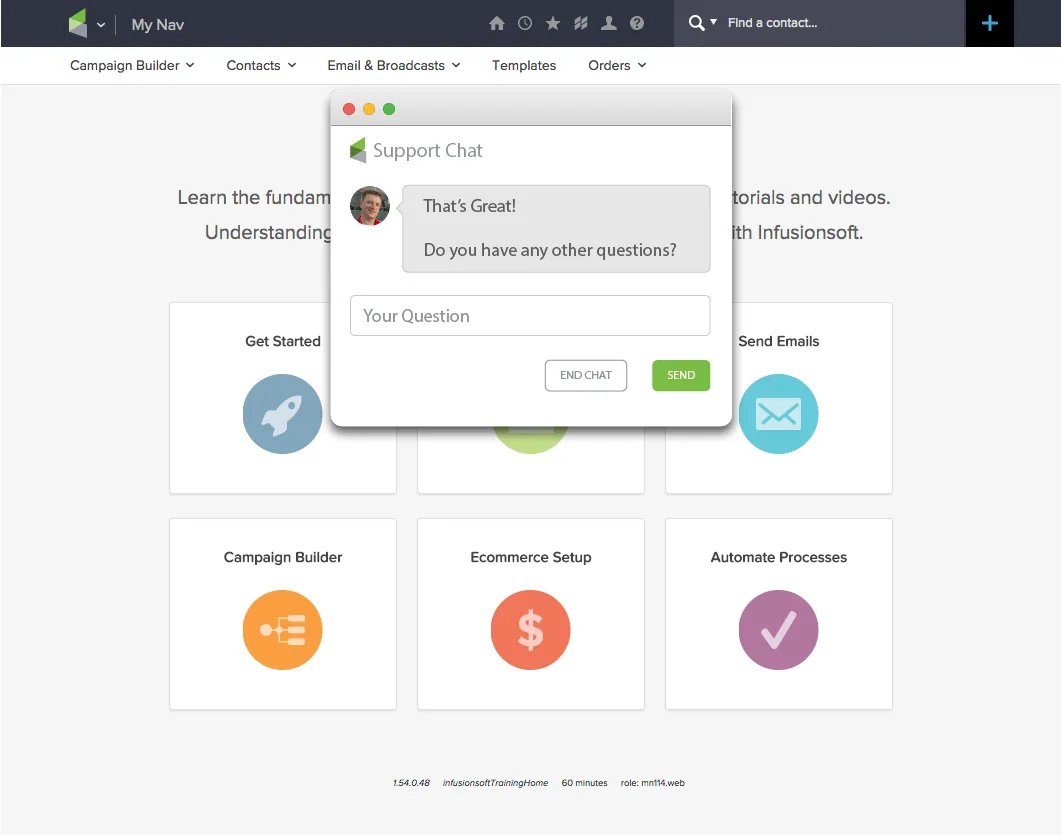 My Nav
Find a contact...
Campaign Builder
Contacts
Email & Broadcasts
Templates
Orders
Support Chat
That's Great!
Do you have any other questions?
Your Question
END CHAT
SEND
Learn the torials and videos.
Understanding ith Infusionsoft.
Get Started
Send Emails
Campaign Builder
Ecommerce Setup
Automate Processes
1.54.0.48 infusionsoftTrainingHome 60 minutes role: mn114.web